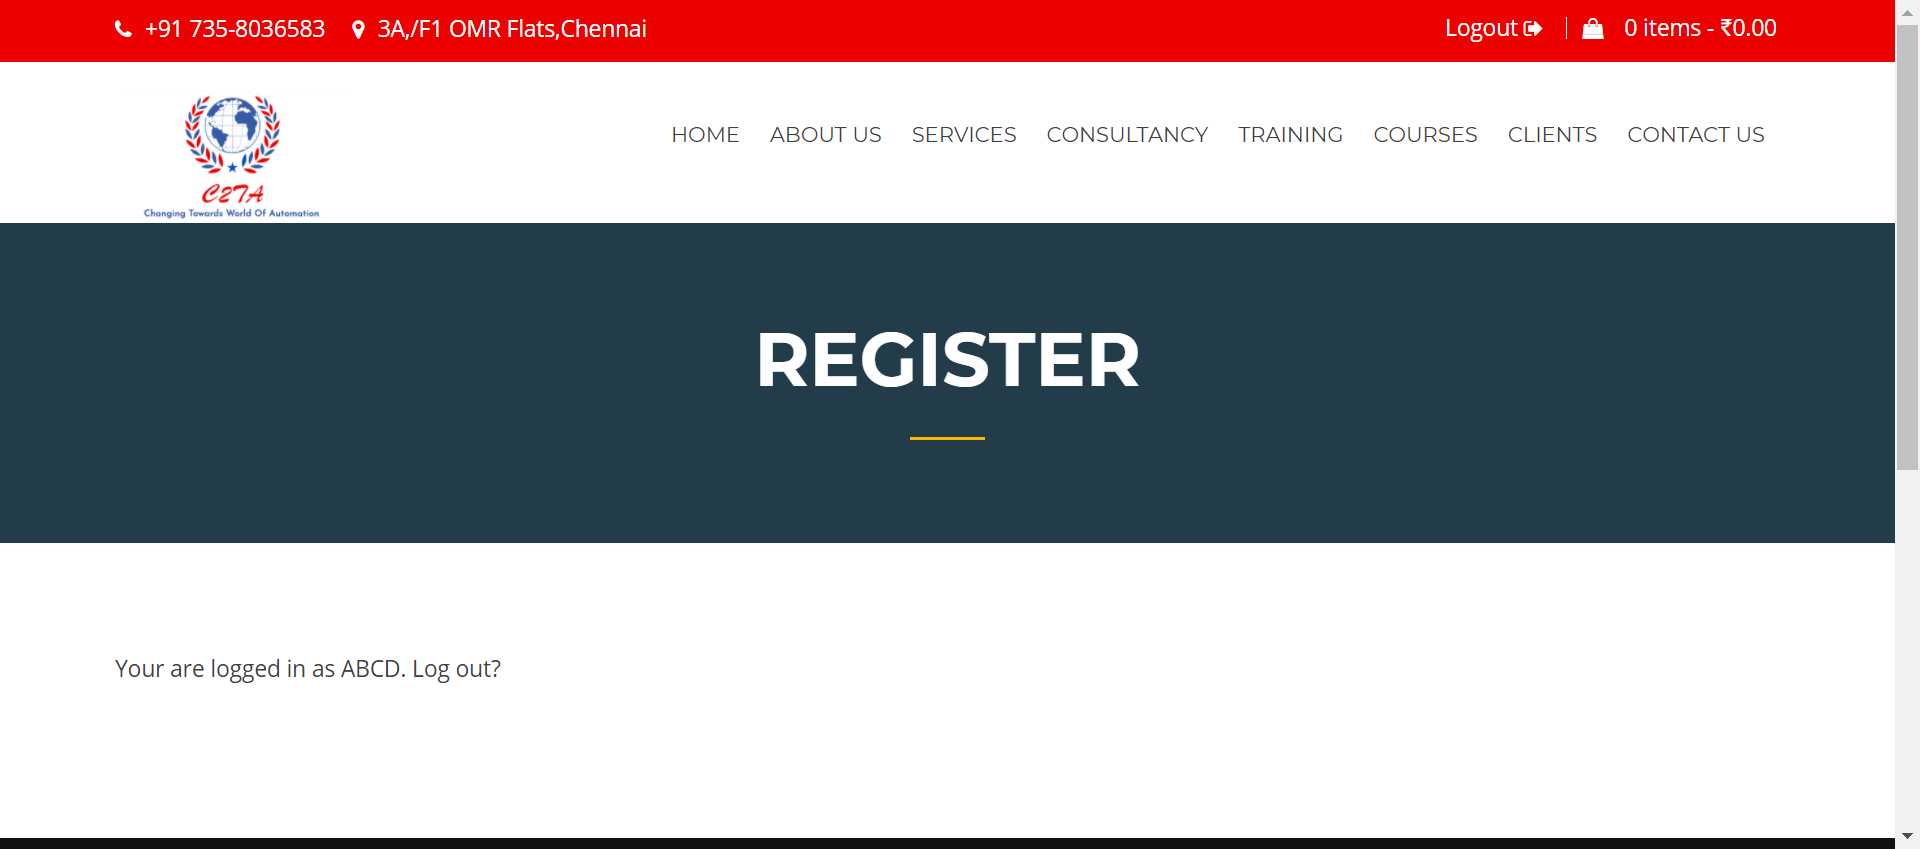 +91 735-8036583 3A,/F1 OMR Flats,Chennai Logout 0 items - ₹0.00
C2TA
Changing Towards World Of Automation
HOME ABOUT US SERVICES CONSULTANCY TRAINING COURSES CLIENTS CONTACT US
REGISTER
Your are logged in as ABCD. Log out?